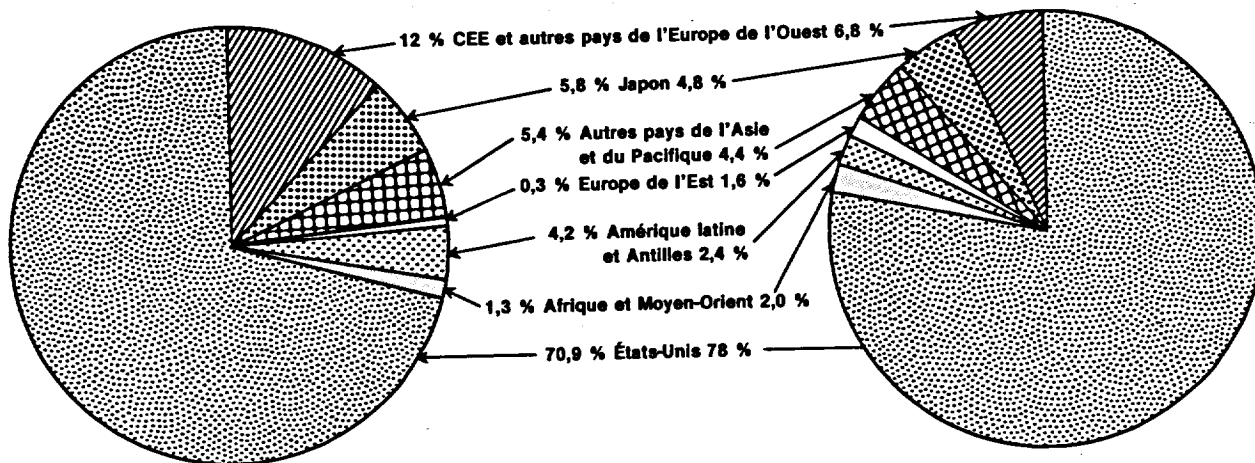 12 % CEE et autres pays de l'Europe de l'Ouest 6,8 %
5,8 % Japon 4,8 %
5,4 % Autres pays de l'Asie
et du Pacifique 4,4 %
0,3 % Europe de l'Est 1,6 %
4,2 % Amérique latine
et Antilles 2,4 %
1,3 % Afrique et Moyen-Orient 2,0 %
70,9 % États-Unis 78 %